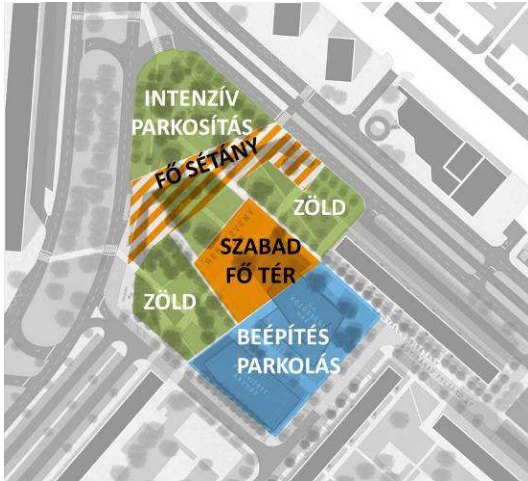 INTENZÍV
PARKOSÍTÁS
FŐ SÉTÁNY
ZÖLD
SZABAD
FŐ TÉR
ZÖLD
BEÉPÍTÉS
PARKOLÁS